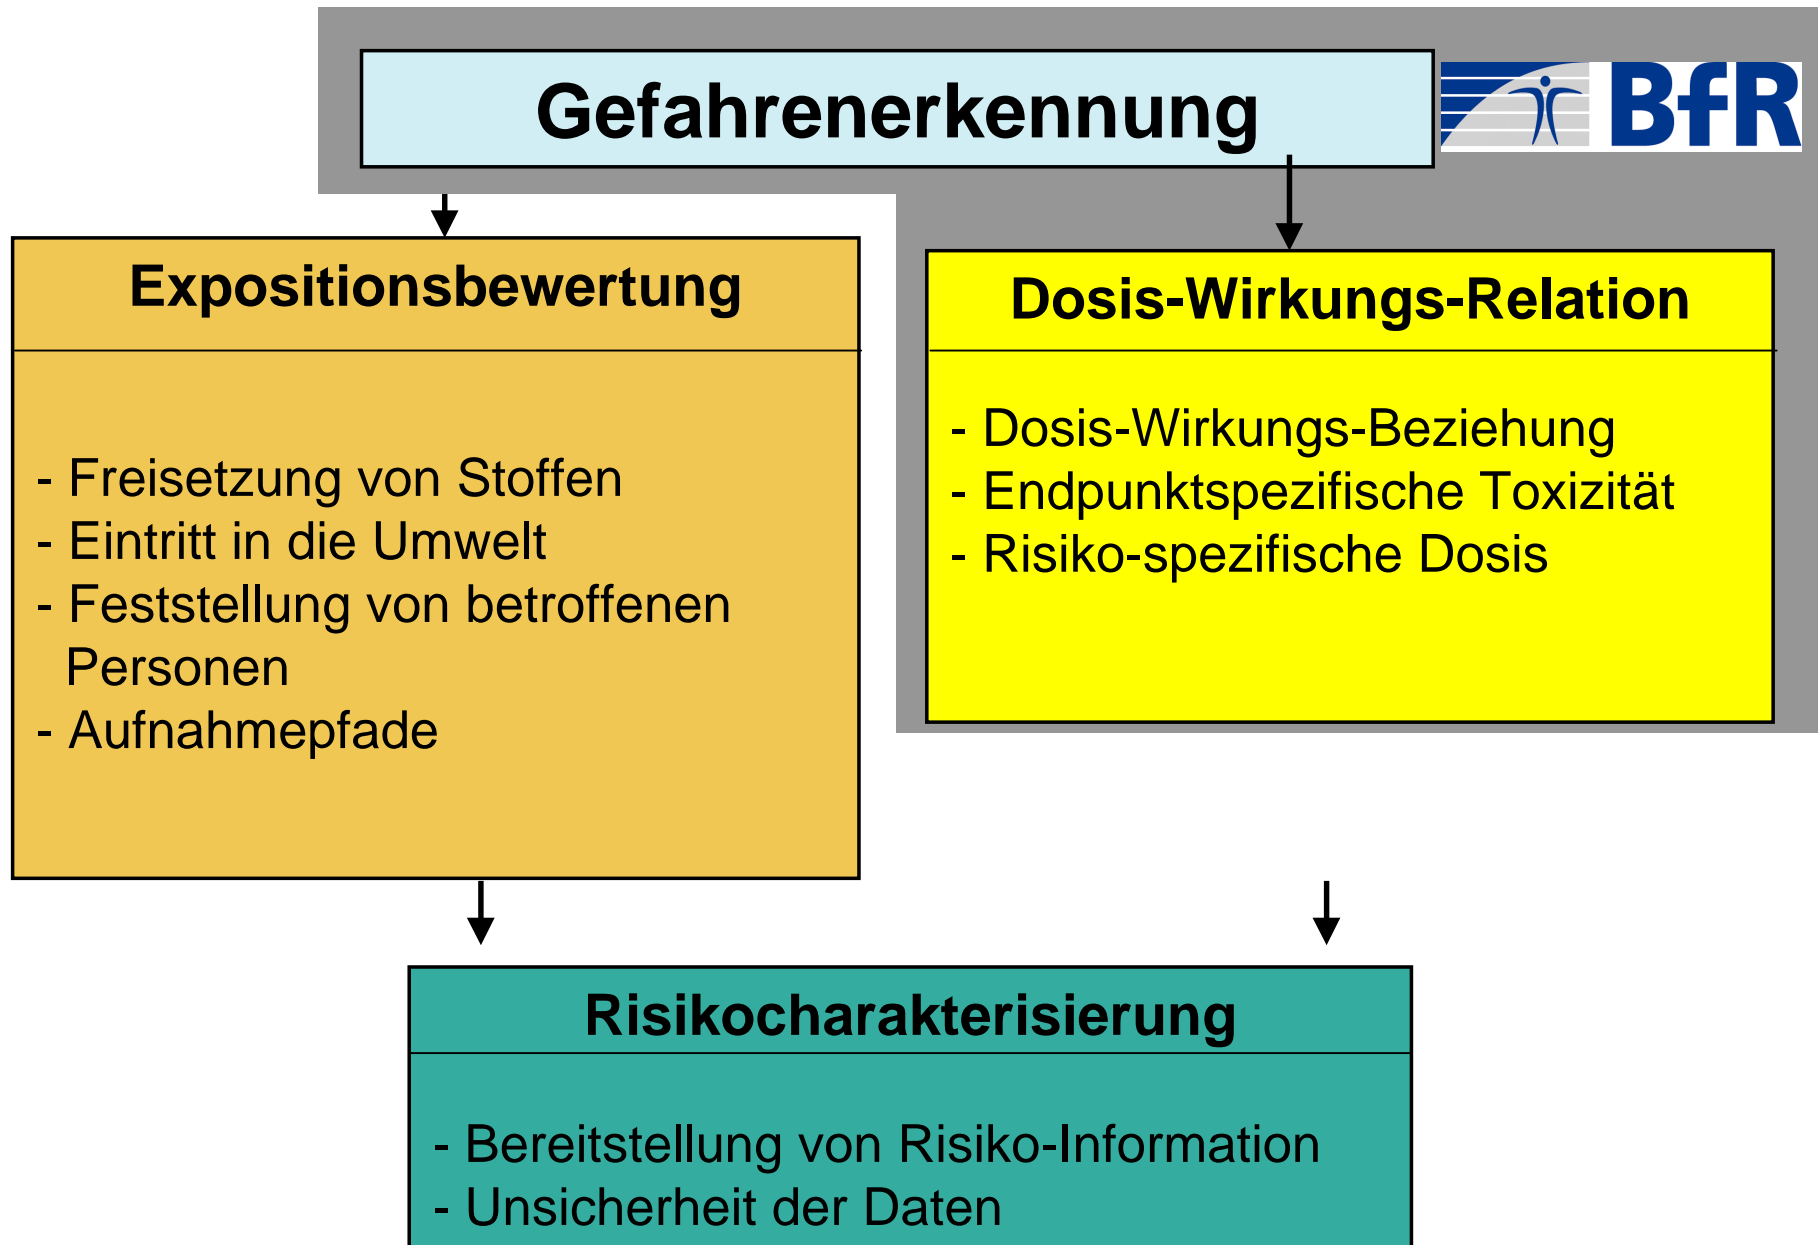 Gefahrenerkennung
BfR
Expositionsbewertung
- Freisetzung von Stoffen
- Eintritt in die Umwelt
- Feststellung von betroffenen
Personen
- Aufnahmepfade
Dosis-Wirkungs-Relation
- Dosis-Wirkungs-Beziehung
- Endpunktspezifische Toxizität
- Risiko-spezifische Dosis
Risikocharakterisierung
- Bereitstellung von Risiko-Information
- Unsicherheit der Daten